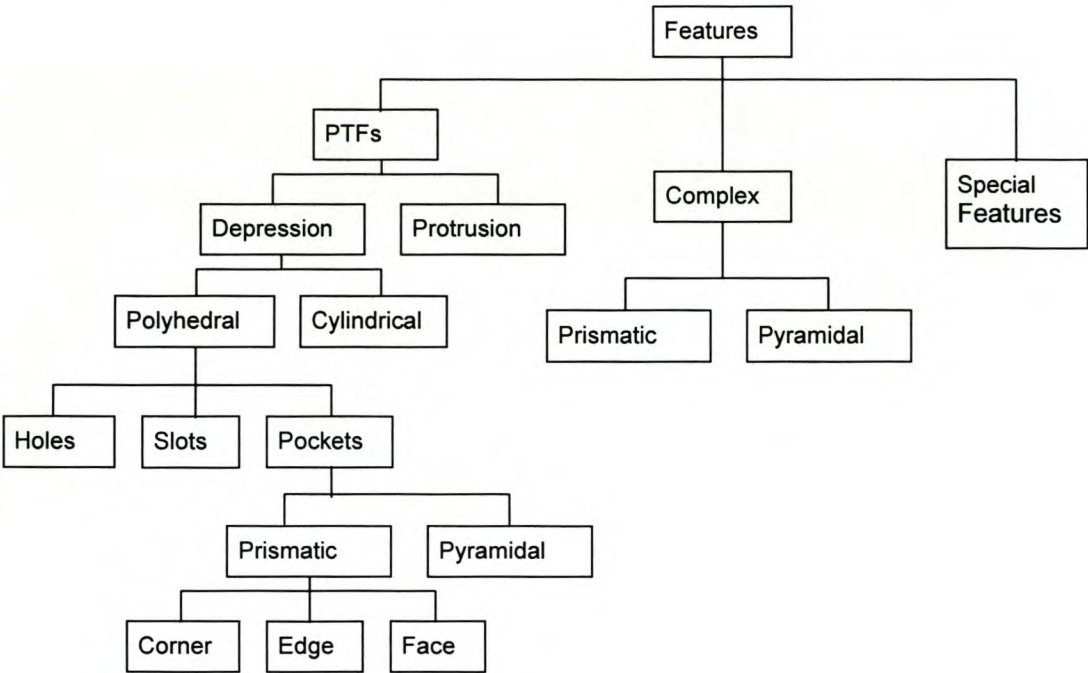 Features
PTFs
Complex
Special
Features
Depression
Protrusion
Polyhedral
Cylindrical
Prismatic
Pyramidal
Holes
Slots
Pockets
Prismatic
Pyramidal
Corner
Edge
Face